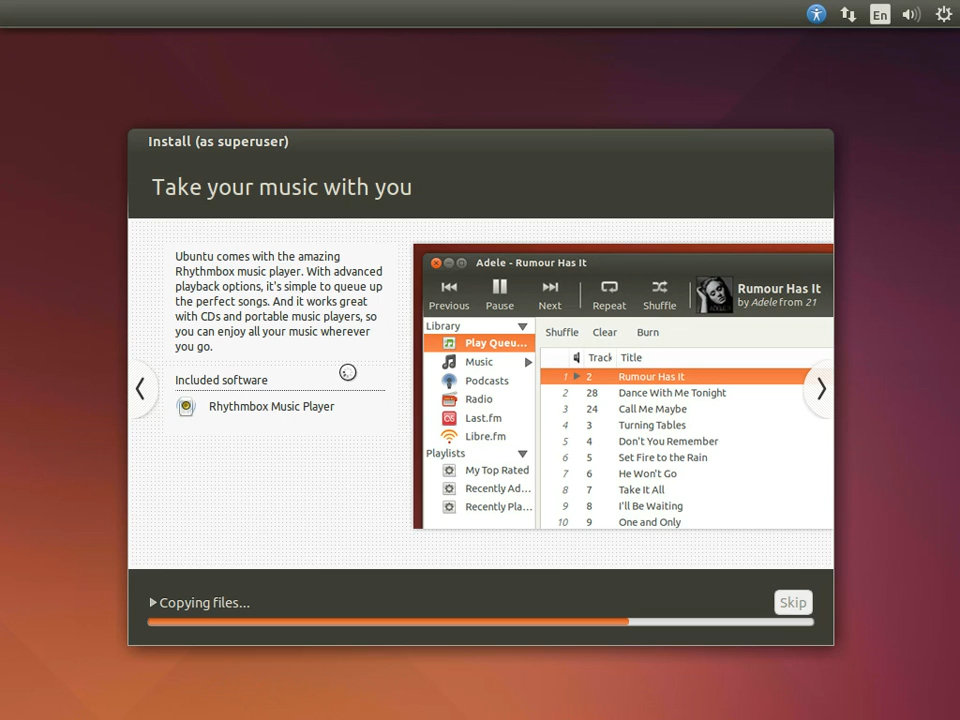 En
Install (as superuser)
Take your music with you
Ubuntu comes with the amazing
Rhythmbox music player. With advanced
playback options, it's simple to queue up
the perfect songs. And it works great
with CDs and portable music players, so
you can enjoy all your music wherever
you go.
Included software
Rhythmbox Music Player
Adele - Rumour Has It
Previous Pause Next Repeat Shuffle
Rumour Has It
by Adele from 21
Library
Play Queu...
Music
Podcasts
Radio
Last.fm
Libre.fm
Playlists
My Top Rated
Recently Ad...
Recently Pla...
Shuffle Clear Burn
Track Title
1 2 Rumour Has It
2 28 Dance With Me Tonight
3 24 Call Me Maybe
4 3 Turning Tables
5 4 Don't You Remember
6 5 Set Fire to the Rain
7 6 He Won't Go
8 7 Take It All
9 8 I'll Be Waiting
10 9 One and Only
Copying files...
Skip